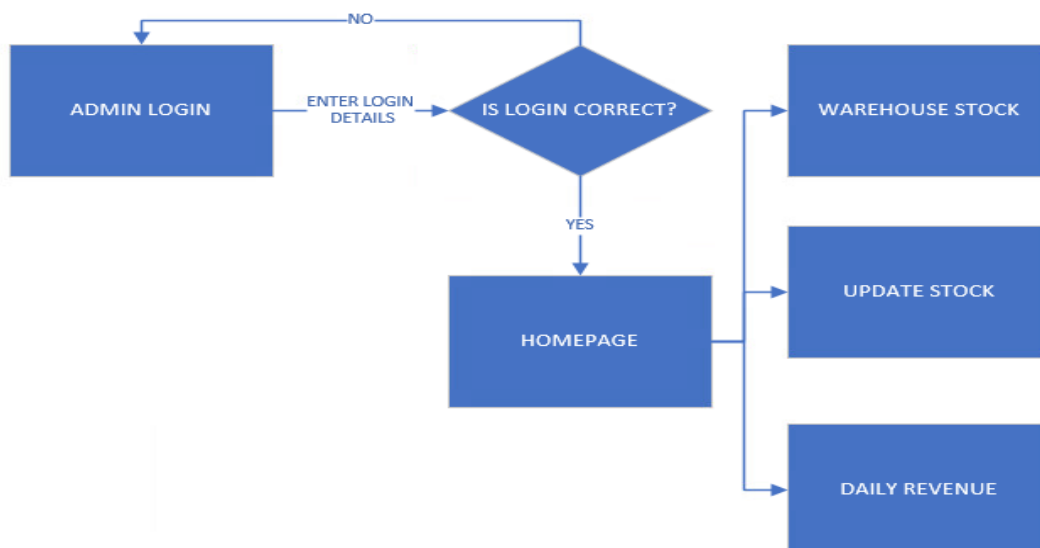 NO
ADMIN LOGIN
ENTER LOGIN
DETAILS
IS LOGIN CORRECT?
WAREHOUSE STOCK
YES
UPDATE STOCK
HOMEPAGE
DAILY REVENUE